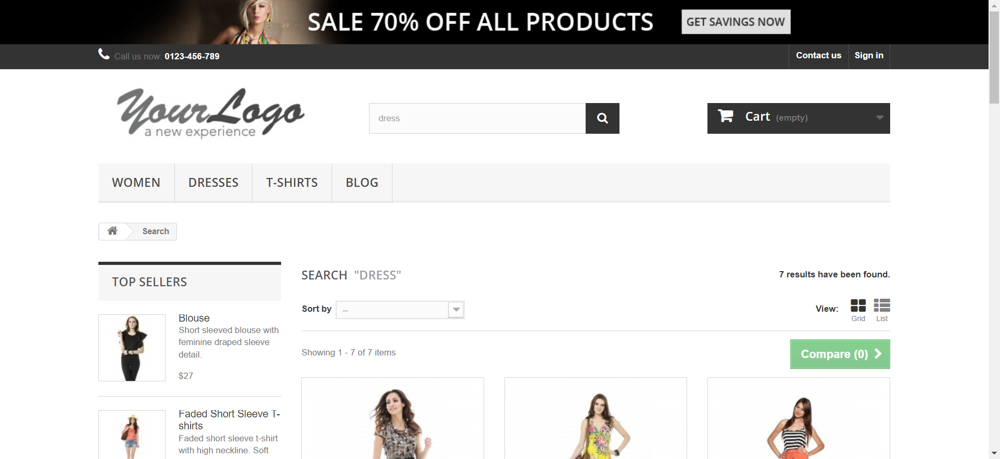 SALE 70% OFF ALL PRODUCTS GET SAVINGS NOW
Call us now: 0123-456-789 Contact us Sign in
YourLogo
a new experience
dress
Cart (empty)
WOMEN DRESSES T-SHIRTS BLOG
Search
TOP SELLERS
Blouse
Short sleeved blouse with
feminine draped sleeve
detail.
$27
Faded Short Sleeve T-
shirts
Faded short sleeve t-shirt
with high neckline. Soft
SEARCH "DRESS"
7 results have been found.
Sort by --
View:
Grid List
Showing 1 - 7 of 7 items
Compare (0)